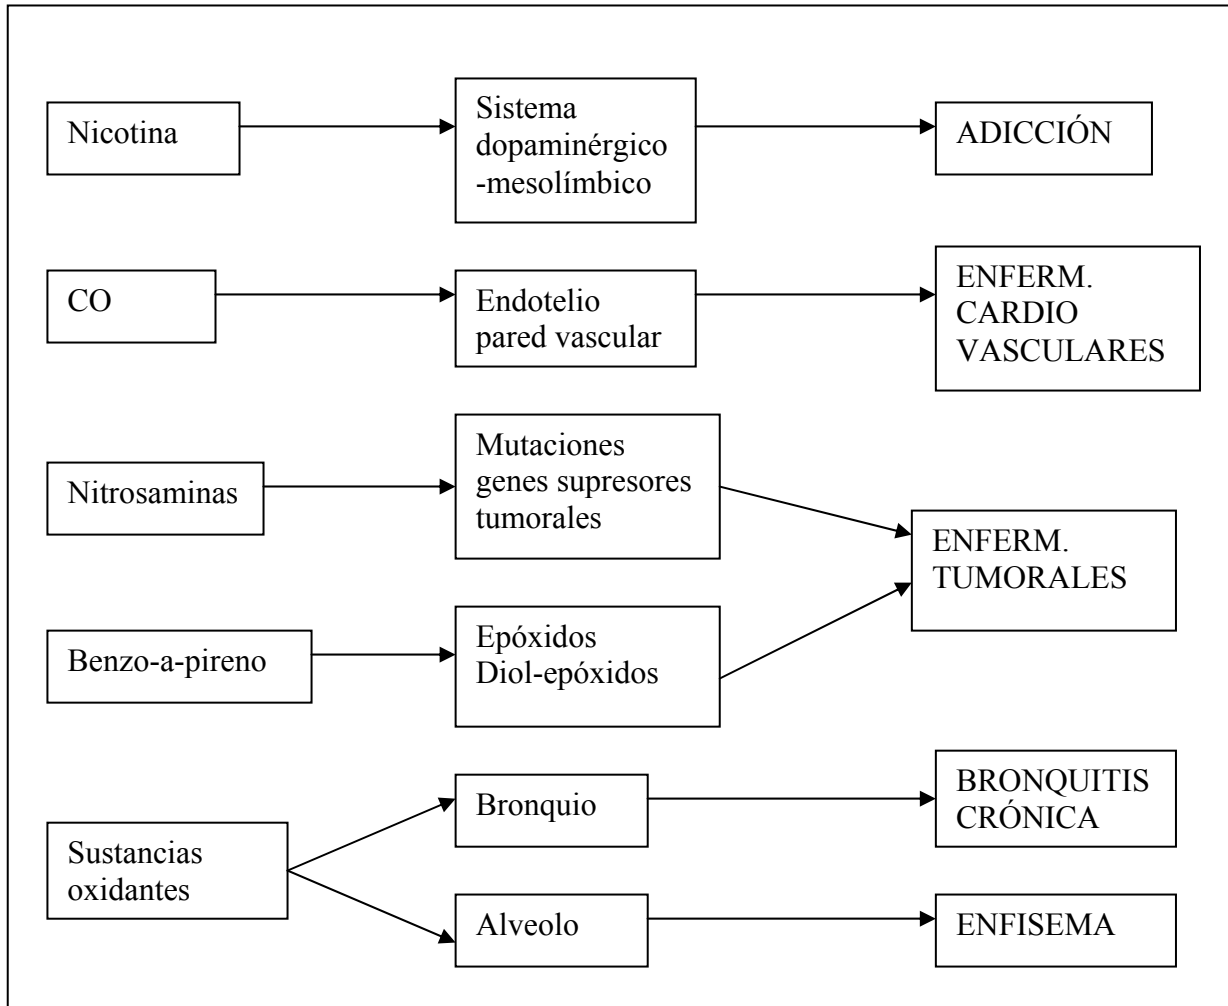 Nicotina
Sistema
dopaminérgico
-mesolímbico
ADICCIÓN
CO
Endotelio
pared vascular
ENFERM.
CARDIO
VASCULARES
Nitrosaminas
Mutaciones
genes supresores
tumorales
ENFERM.
TUMORALES
Benzo-a-pireno
Epóxidos
Diol-epóxidos
Sustancias
oxidantes
Bronquio
BRONQUITIS
CRÓNICA
Alveolo
ENFISEMA